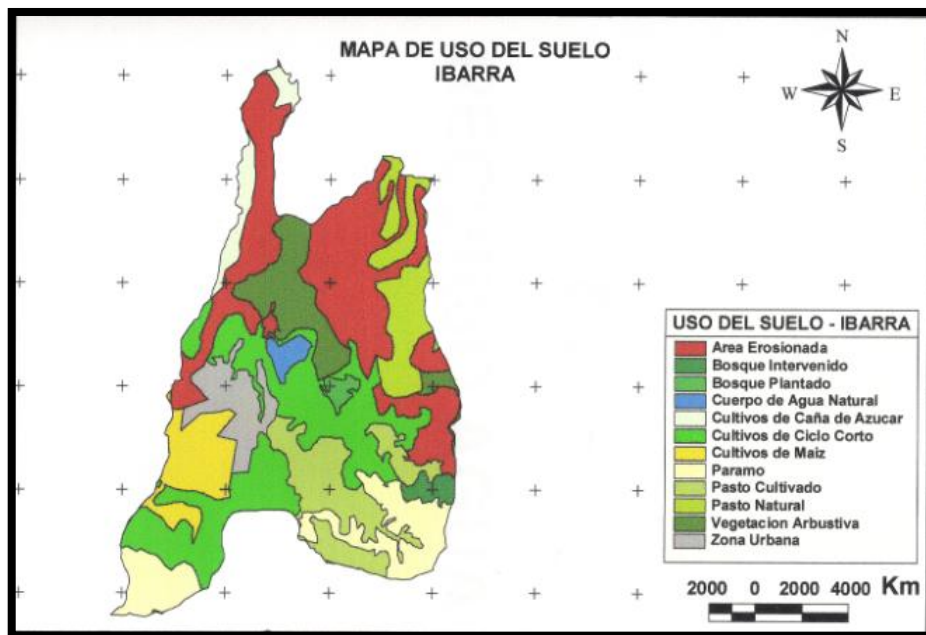 MAPA DE USO DEL SUELO
IBARRA
N
W E
S
USO DEL SUELO - IBARRA
Area Erosionada
Bosque Intervenido
Bosque Plantado
Cuerpo de Agua Natural
Cultivos de Caña de Azucar
Cultivos de Ciclo Corto
Cultivos de Maiz
Paramo
Pasto Cultivado
Pasto Natural
Vegetacion Arbustiva
Zona Urbana
2000 0 2000 4000 Km